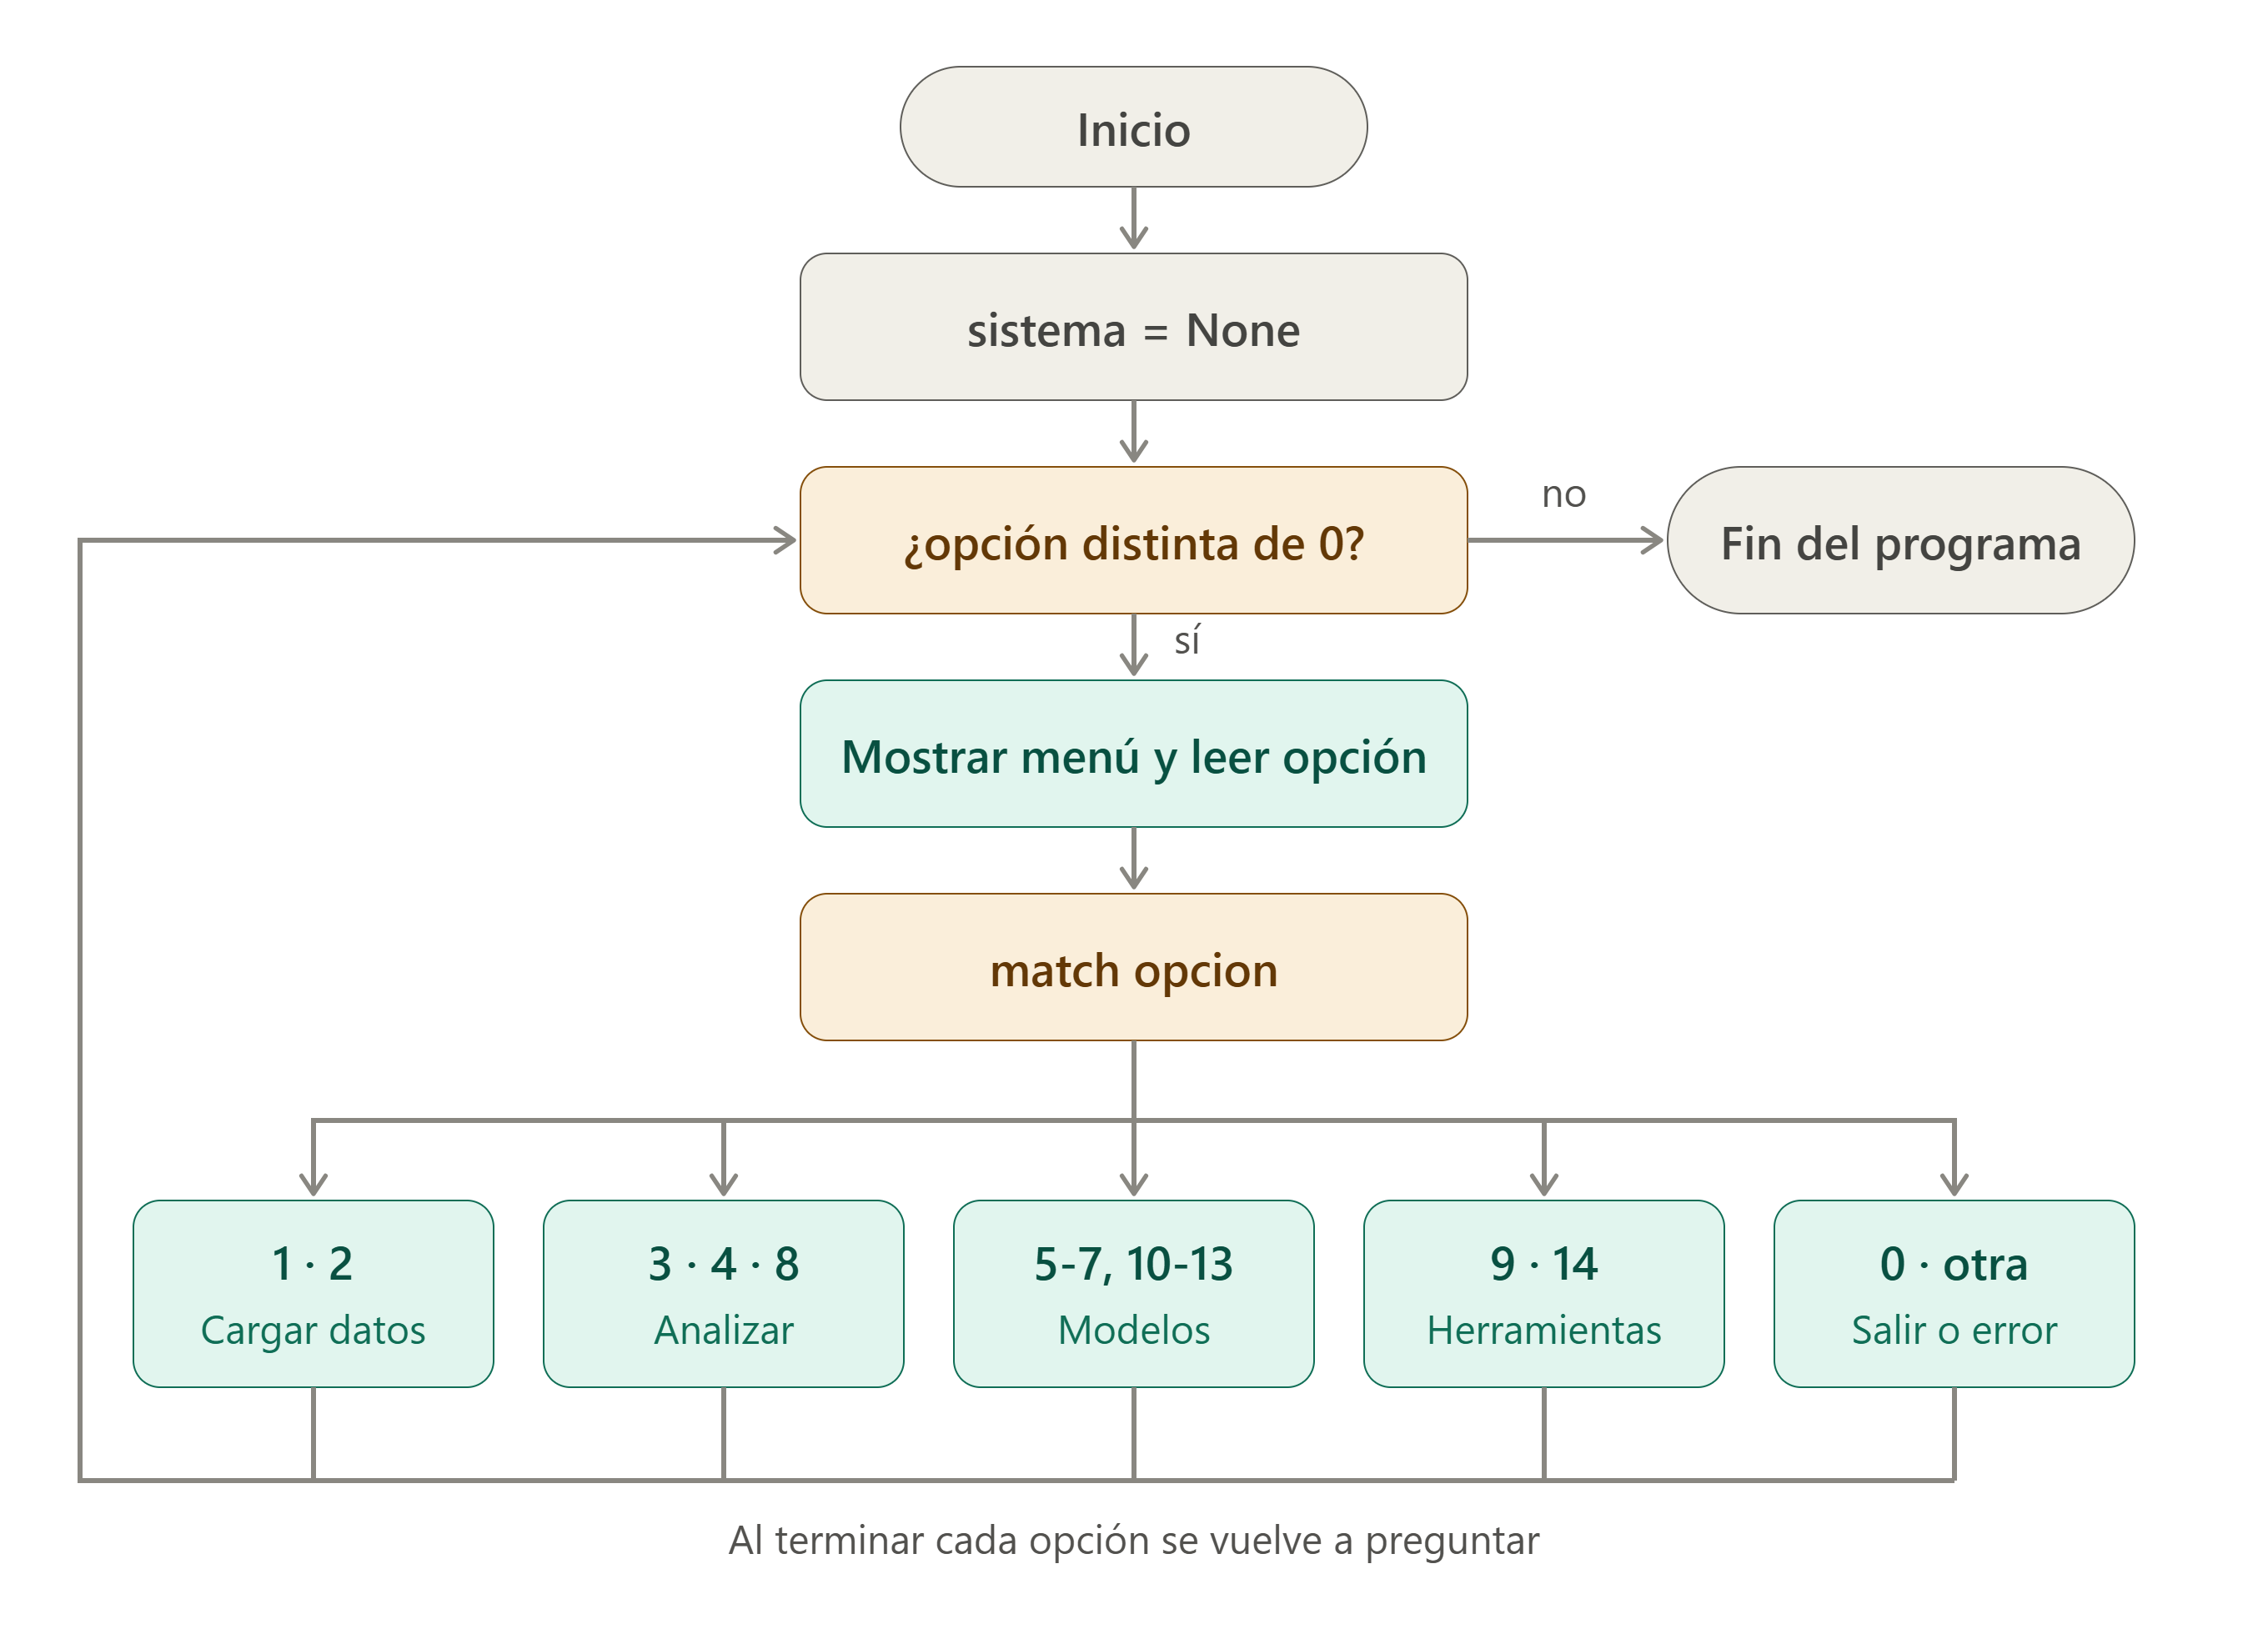 Inicio
sistema = None
¿opción distinta de 0?
no
Fin del programa
sí
Mostrar menú y leer opción
match opcion
1 · 2
Cargar datos
3 · 4 · 8
Analizar
5-7, 10-13
Modelos
9 · 14
Herramientas
0 · otra
Salir o error
Al terminar cada opción se vuelve a preguntar